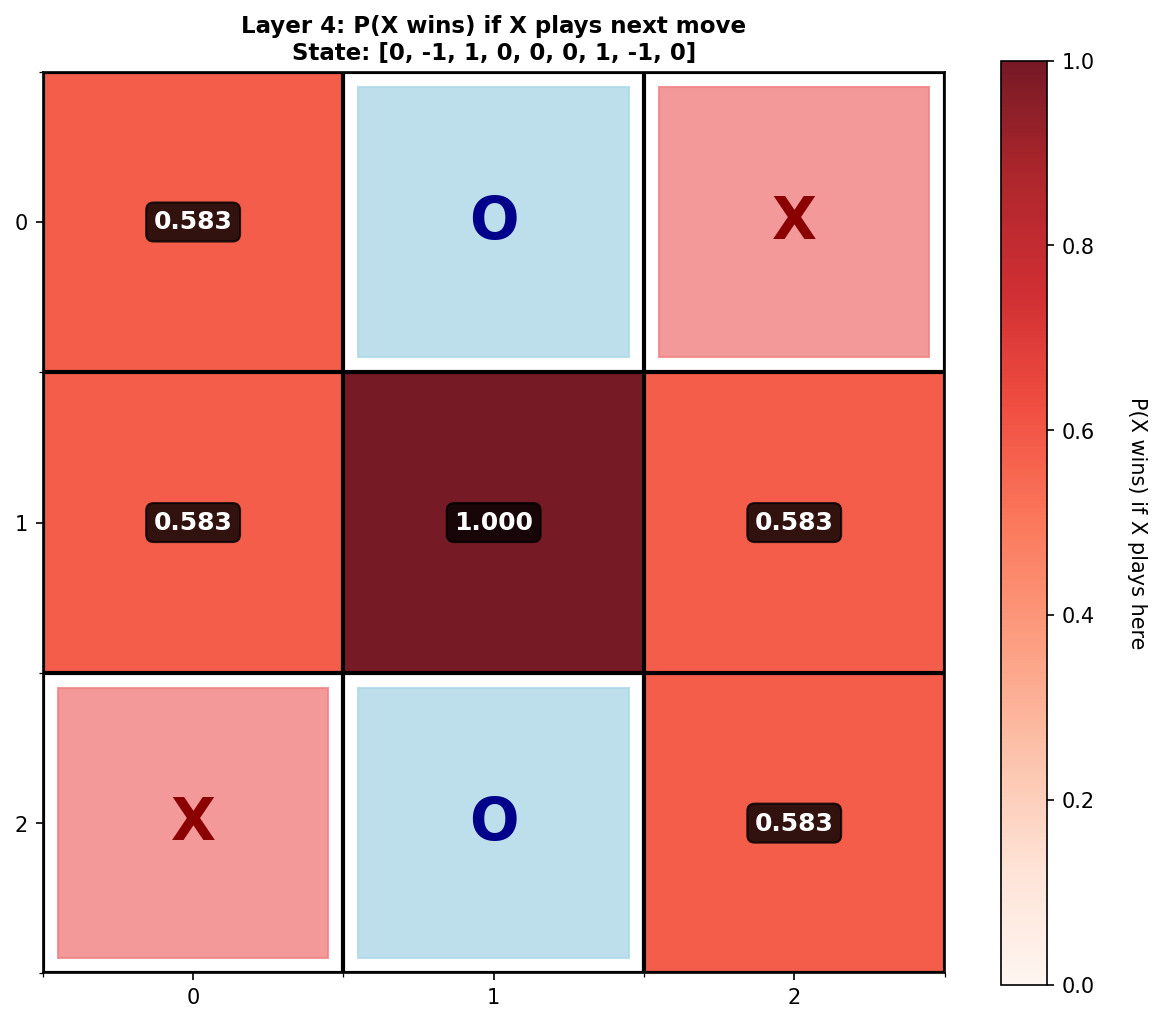 Layer 4: P(X wins) if X plays next move
State: [0, -1, 1, 0, 0, 0, 1, -1, 0]
0
0.583
O
X
1
0.583
1.000
0.583
2
X
O
0.583
0
1
2
1.0
0.8
0.6
0.4
0.2
0.0
P(X wins) if X plays here